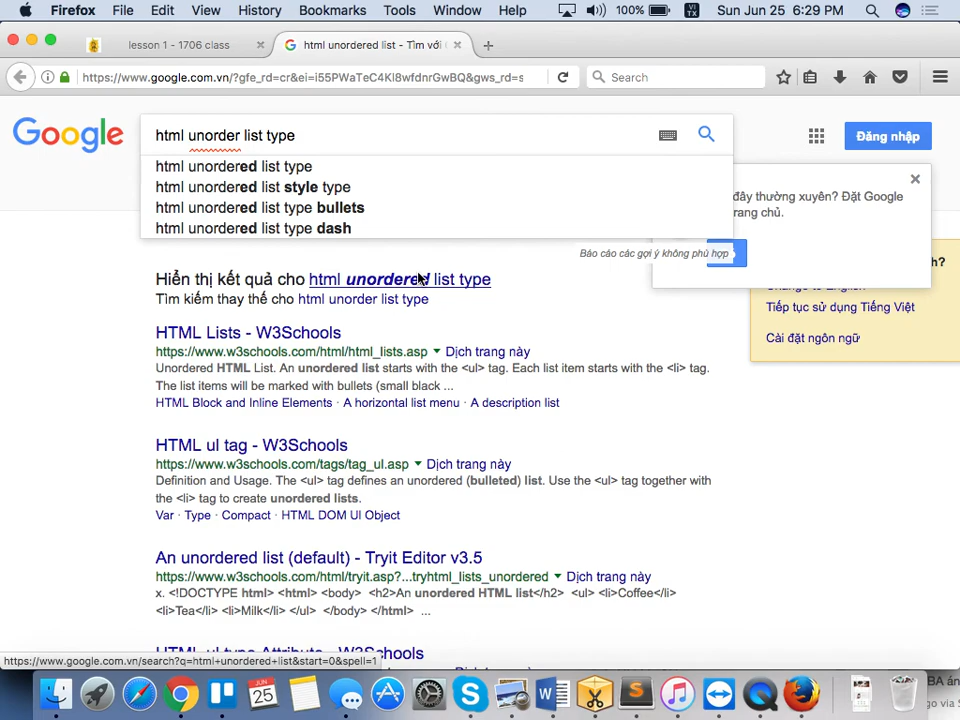 Firefox File Edit View History Bookmarks Tools Window Help 100% VI TX Sun Jun 25 6:29 PM
lesson 1 - 1706 class
html unordered list - Tìm với
https://www.google.com.vn/?gfe_rd=cr&ei=i55PWaTeC4Kl8wfdnrGwBQ&gws_rd=s
Search
Google
html unorder list type
Đăng nhập
html unordered list type
html unordered list style type
html unordered list type bullets
html unordered list type dash
Báo cáo các gợi ý không phù hợp
đây thường xuyên? Đặt Google
rang chủ.
h?
Change to English
Tiếp tục sử dụng Tiếng Việt
Cài đặt ngôn ngữ
Hiển thị kết quả cho html unordered list type
Tìm kiếm thay thế cho html unorder list type
HTML Lists - W3Schools
https://www.w3schools.com/html/html_lists.asp Dịch trang này
Unordered HTML List. An unordered list starts with the <ul> tag. Each list item starts with the <li> tag.
The list items will be marked with bullets (small black ...
HTML Block and Inline Elements · A horizontal list menu · A description list
HTML ul tag - W3Schools
https://www.w3schools.com/tags/tag_ul.asp Dịch trang này
Definition and Usage. The <ul> tag defines an unordered (bulleted) list. Use the <ul> tag together with
the <li> tag to create unordered lists.
Var · Type · Compact · HTML DOM Ul Object
An unordered list (default) - Tryit Editor v3.5
https://www.w3schools.com/html/tryit.asp?...tryhtml_lists_unordered Dịch trang này
x. <!DOCTYPE html> <html> <body> <h2>An unordered HTML list</h2> <ul> <li>Coffee</li>
<li>Tea</li> <li>Milk</li> </ul> </body> </html> ...
HTML ul type Attribute - W3Schools
https://www.google.com.vn/search?q=html+unordered+list&start=0&spell=1
JUN
25
S
W
S
BA án
go via S